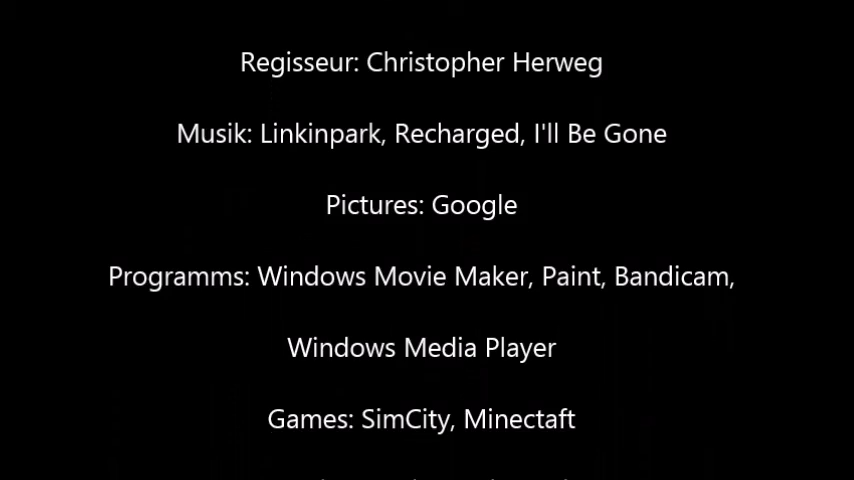 Regisseur: Christopher Herweg
Musik: Linkinpark, Recharged, I'll Be Gone
Pictures: Google
Programms: Windows Movie Maker, Paint, Bandicam,
Windows Media Player
Games: SimCity, Minectaft